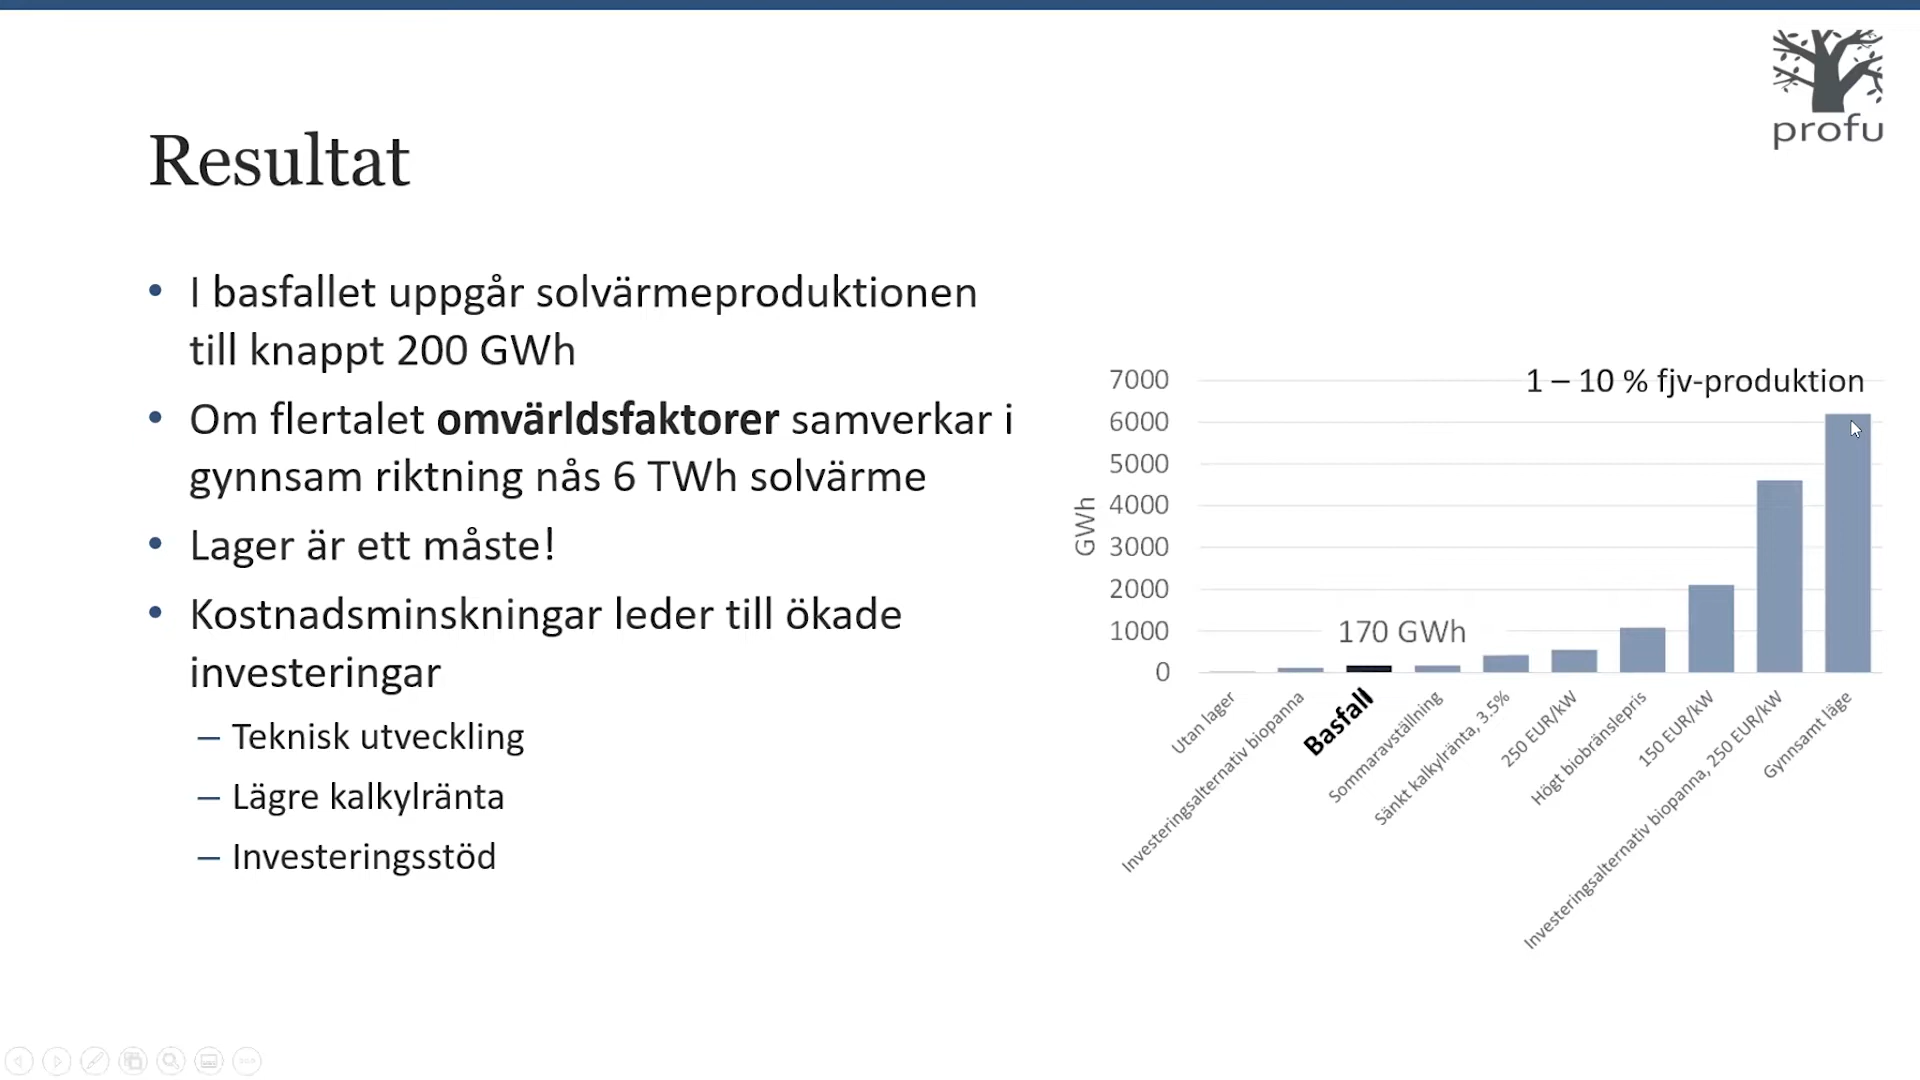 profu
Resultat
• I basfallet uppgår solvärmeproduktionen
till knappt 200 GWh
• Om flertalet omvärldsfaktorer samverkar i
gynnsam riktning nås 6 TWh solvärme
• Lager är ett måste!
• Kostnadsminskningar leder till ökade
investeringar
– Teknisk utveckling
– Lägre kalkylränta
– Investeringsstöd
1 – 10 % fjv-produktion
7000
6000
5000
4000
3000
2000
1000
0
GWh
170 GWh
Utan lager
Investeringsalternativ biopanna
Basfall
Sommaravställning
Sänkt kalkylränta, 3.5%
250 EUR/kW
Högt biobränslepris
150 EUR/kW
Investeringsalternativ biopanna, 250 EUR/kW
Gynnsamt läge